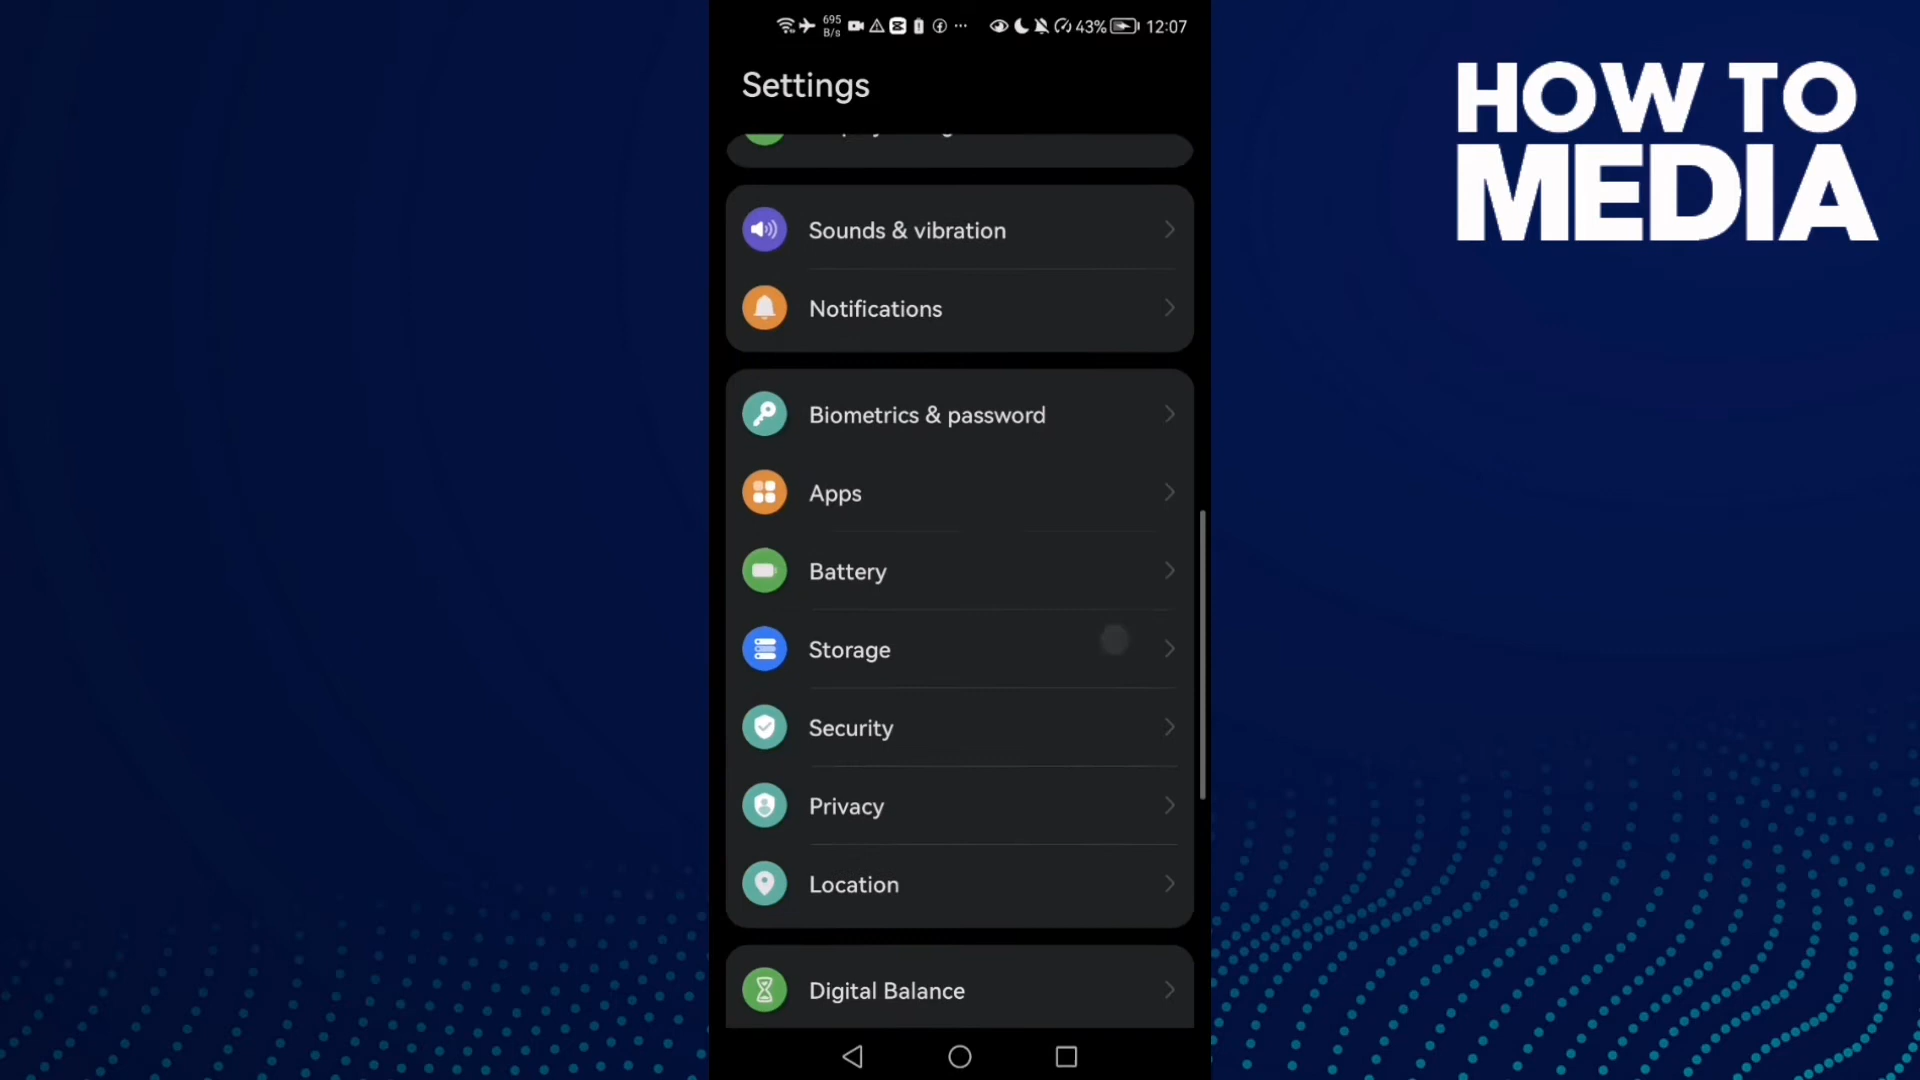 695
B/s
43%
12:07
HOW TO
MEDIA
Settings
Sounds & vibration
Notifications
Biometrics & password
Apps
Battery
Storage
Security
Privacy
Location
Digital Balance